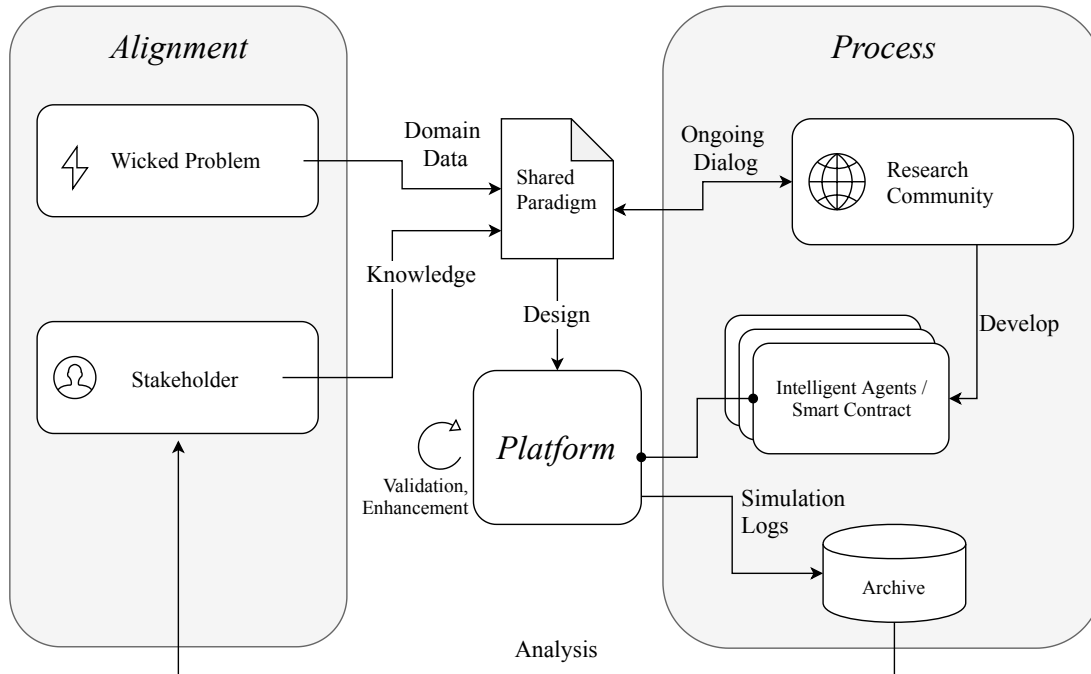 Alignment
Process
Wicked Problem
Domain
Data
Shared
Paradigm
Ongoing
Dialog
Research
Community
Knowledge
Design
Develop
Stakeholder
Intelligent Agents /
Smart Contract
Platform
Validation,
Enhancement
Simulation
Logs
Archive
Analysis